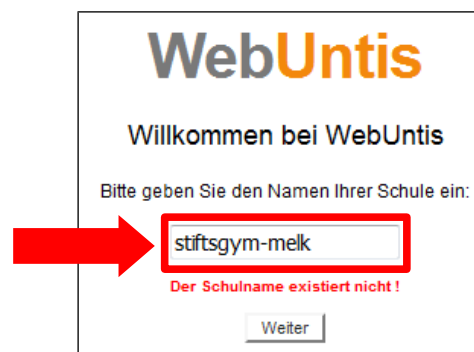 WebUntis
Willkommen bei WebUntis
Bitte geben Sie den Namen Ihrer Schule ein:
stiftsgym-melk
Der Schulname existiert nicht !
Weiter